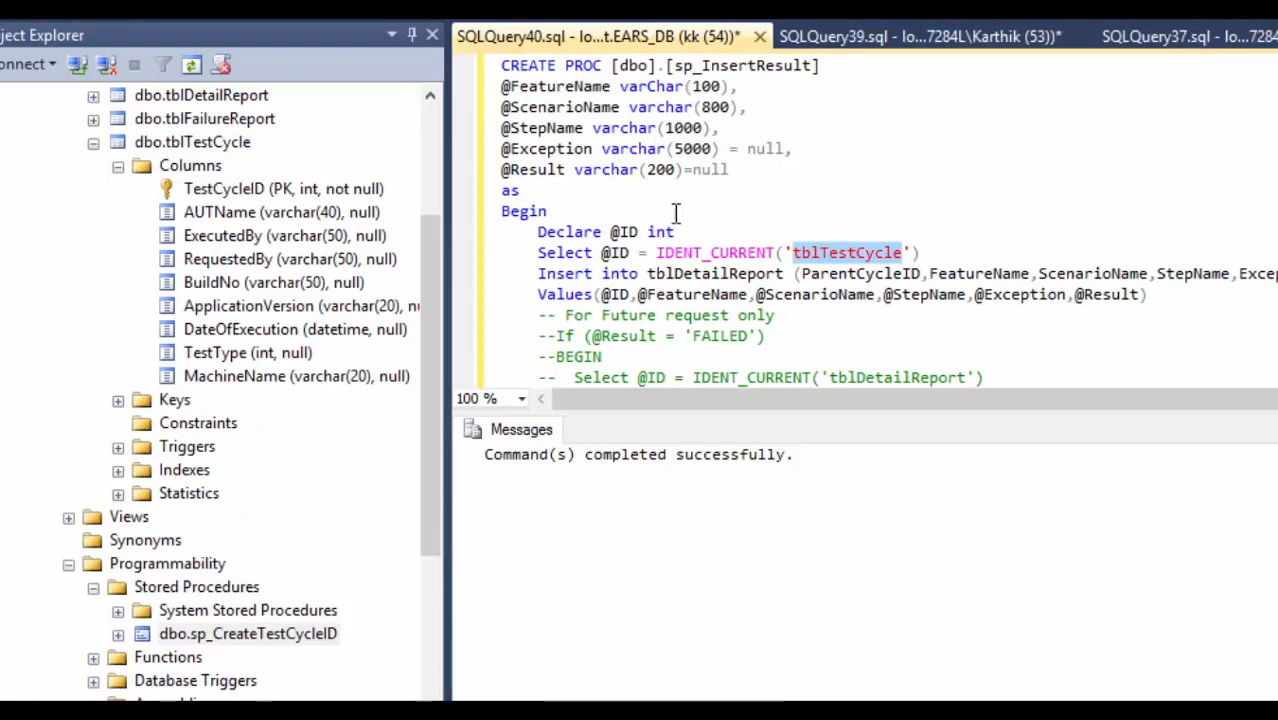 ject Explorer
onnect
dbo.tblDetailReport
dbo.tblFailureReport
dbo.tblTestCycle
Columns
TestCycleID (PK, int, not null)
AUTName (varchar(40), null)
ExecutedBy (varchar(50), null)
RequestedBy (varchar(50), null)
BuildNo (varchar(50), null)
ApplicationVersion (varchar(20), nu
DateOfExecution (datetime, null)
TestType (int, null)
MachineName (varchar(20), null)
Keys
Constraints
Triggers
Indexes
Statistics
Views
Synonyms
Programmability
Stored Procedures
System Stored Procedures
dbo.sp_CreateTestCycleID
Functions
Database Triggers
SQLQuery40.sql - lo...t.EARS_DB (kk (54))* SQLQuery39.sql - lo...7284L\Karthik (53))* SQLQuery37.sql - lo...7284
CREATE PROC [dbo].[sp_InsertResult]
@FeatureName varChar(100),
@ScenarioName varchar(800),
@StepName varchar(1000),
@Exception varchar(5000) = null,
@Result varchar(200)=null
as
Begin
Declare @ID int
Select @ID = IDENT_CURRENT('tblTestCycle')
Insert into tblDetailReport (ParentCycleID,FeatureName,ScenarioName,StepName,Excep
Values(@ID,@FeatureName,@ScenarioName,@StepName,@Exception,@Result)
-- For Future request only
--If (@Result = 'FAILED')
--BEGIN
-- Select @ID = IDENT_CURRENT('tblDetailReport')
100 %
Messages
Command(s) completed successfully.